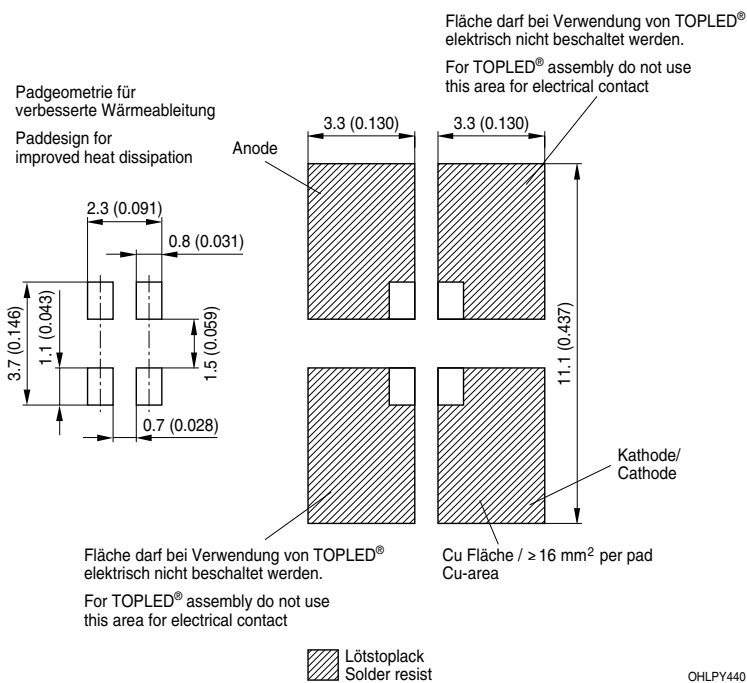 Fläche darf bei Verwendung von TOPLED®
elektrisch nicht beschaltet werden.
For TOPLED® assembly do not use
this area for electrical contact
Padgeometrie für
verbesserte Wärmeableitung
Paddesign for
improved heat dissipation
Anode
3.3 (0.130)
3.3 (0.130)
2.3 (0.091)
0.8 (0.031)
3.7 (0.146)
1.1 (0.043)
1.5 (0.059)
0.7 (0.028)
11.1 (0.437)
Kathode/
Cathode
Fläche darf bei Verwendung von TOPLED®
elektrisch nicht beschaltet werden.
For TOPLED® assembly do not use
this area for electrical contact
Cu Fläche / ≥ 16 mm² per pad
Cu-area
Lötstoplack
Solder resist
OHLPY440